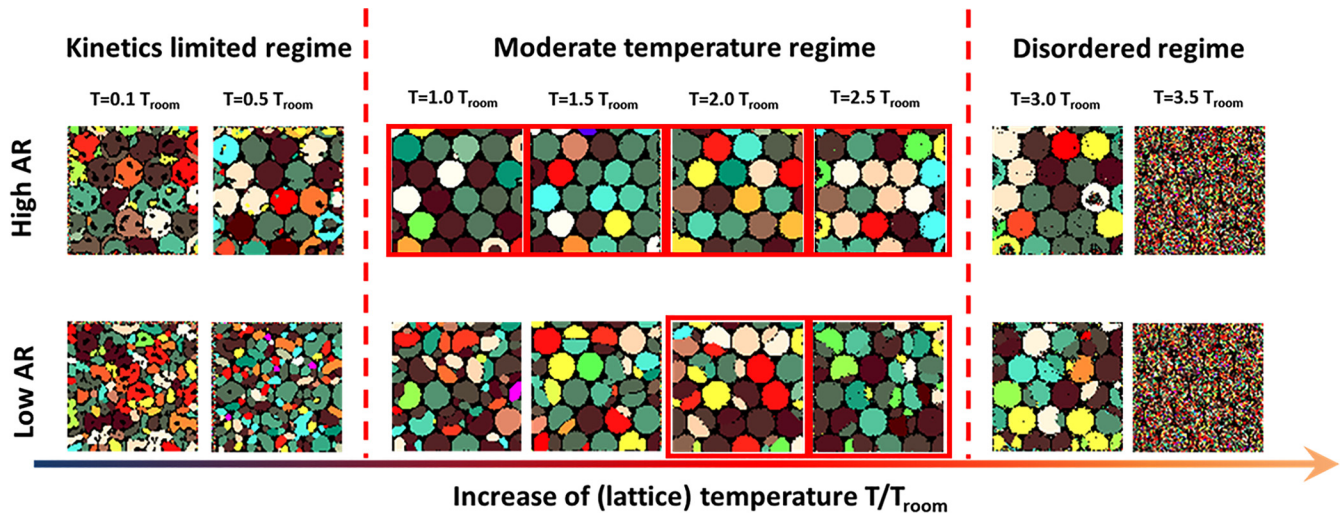 Kinetics limited regime
Moderate temperature regime
Disordered regime
T=0.1 Troom
T=0.5 Troom
T=1.0 Troom
T=1.5 Troom
T=2.0 Troom
T=2.5 Troom
T=3.0 Troom
T=3.5 Troom
High AR
Low AR
Increase of (lattice) temperature T/Troom